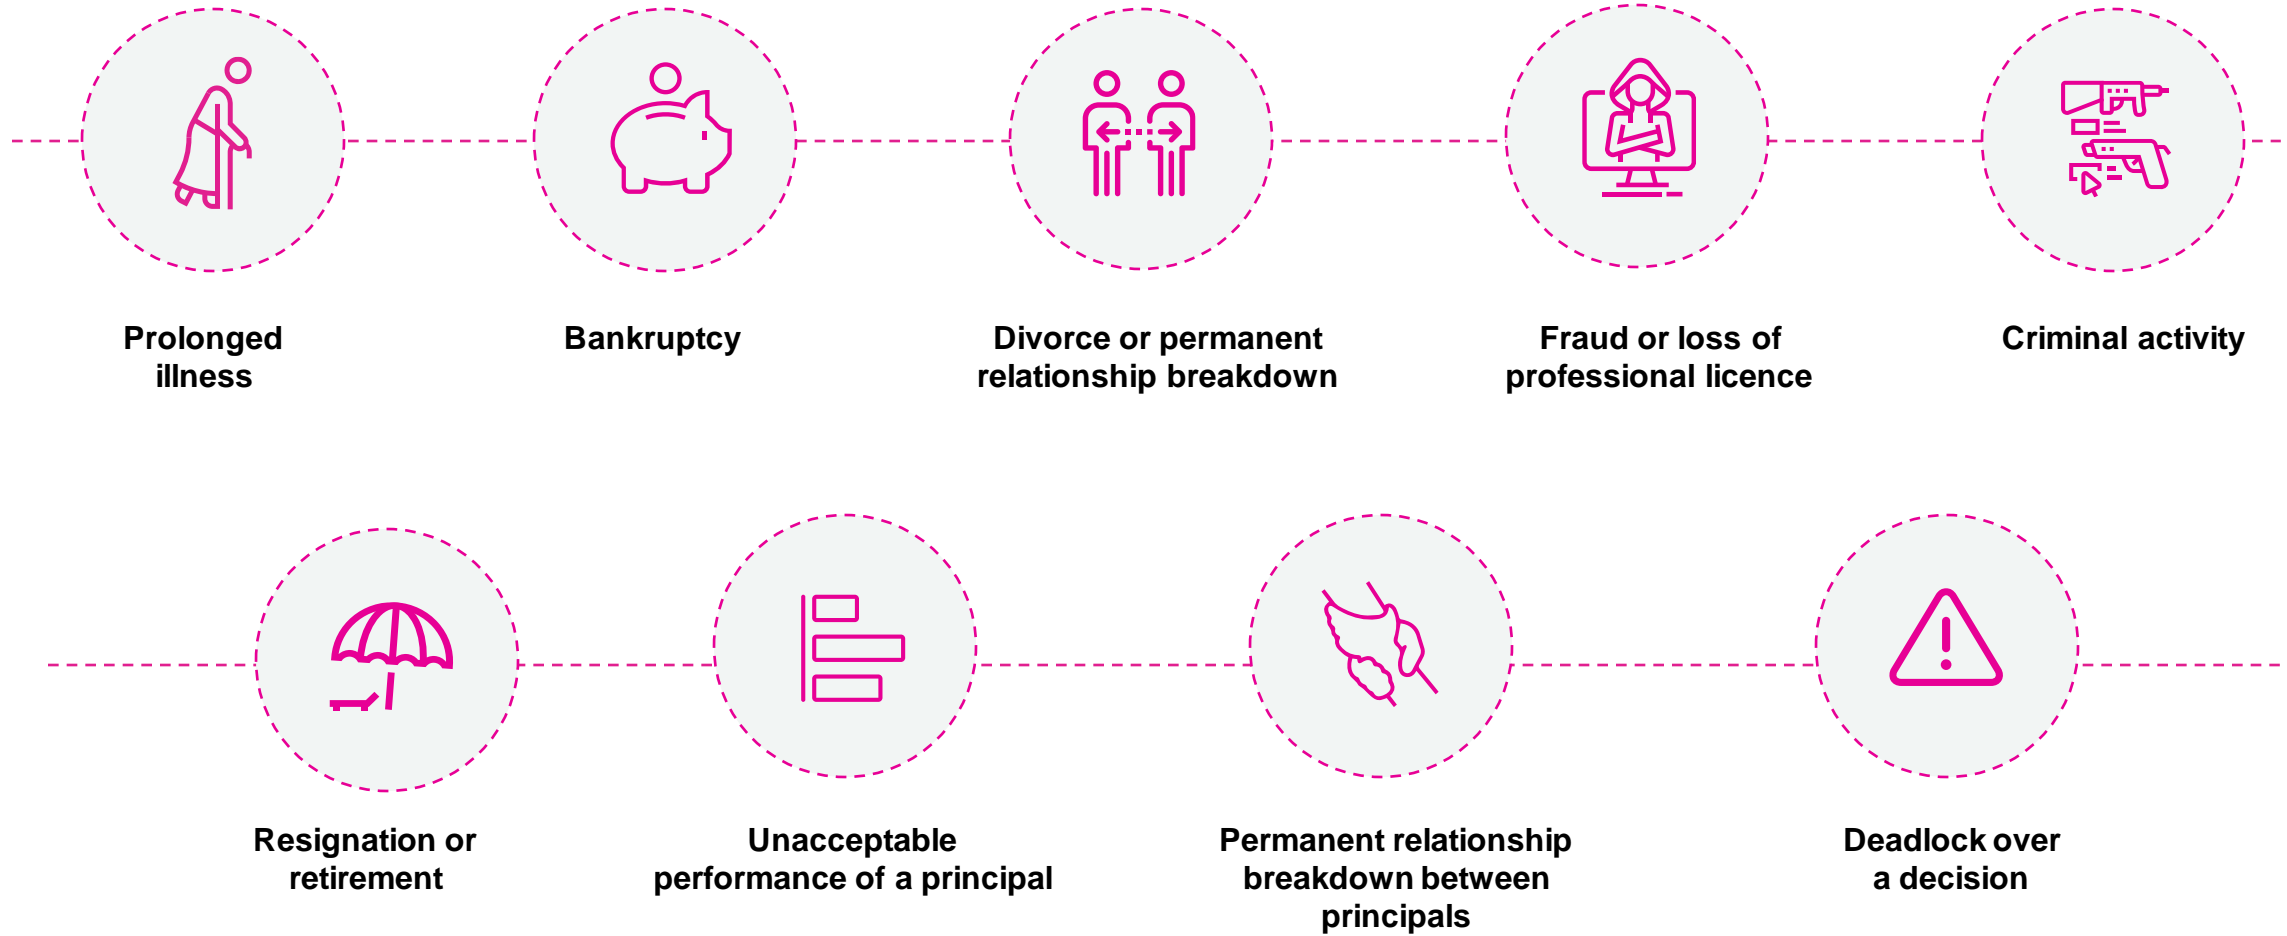 Prolonged
illness
Bankruptcy
Divorce or permanent
relationship breakdown
Fraud or loss of
professional licence
Criminal activity
Resignation or
retirement
Unacceptable
performance of a principal
Permanent relationship
breakdown between
principals
Deadlock over
a decision